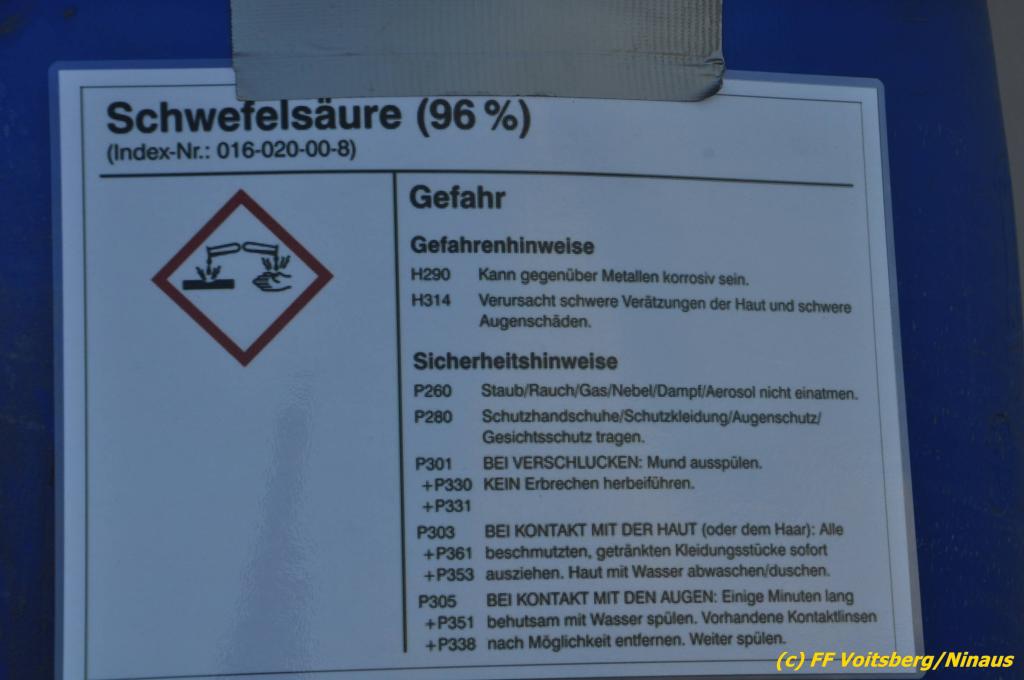 Schwefelsäure (96 %)
(Index-Nr.: 016-020-00-8)
Gefahr
Gefahrenhinweise
H290 Kann gegenüber Metallen korrosiv sein.
H314 Verursacht schwere Verätzungen der Haut und schwere
Augenschäden.
Sicherheitshinweise
P260 Staub/Rauch/Gas/Nebel/Dampf/Aerosol nicht einatmen.
P280 Schutzhandschuhe/Schutzkleidung/Augenschutz/
Gesichtsschutz tragen.
P301 BEI VERSCHLUCKEN: Mund ausspülen.
+P330 KEIN Erbrechen herbeiführen.
+P331
P303 BEI KONTAKT MIT DER HAUT (oder dem Haar): Alle
+P361 beschmutzten, getränkten Kleidungsstücke sofort
+P353 ausziehen. Haut mit Wasser abwaschen/duschen.
P305 BEI KONTAKT MIT DEN AUGEN: Einige Minuten lang
+P351 behutsam mit Wasser spülen. Vorhandene Kontaktlinsen
+P338 nach Möglichkeit entfernen. Weiter spülen.
(c) FF Voitsberg/Ninaus